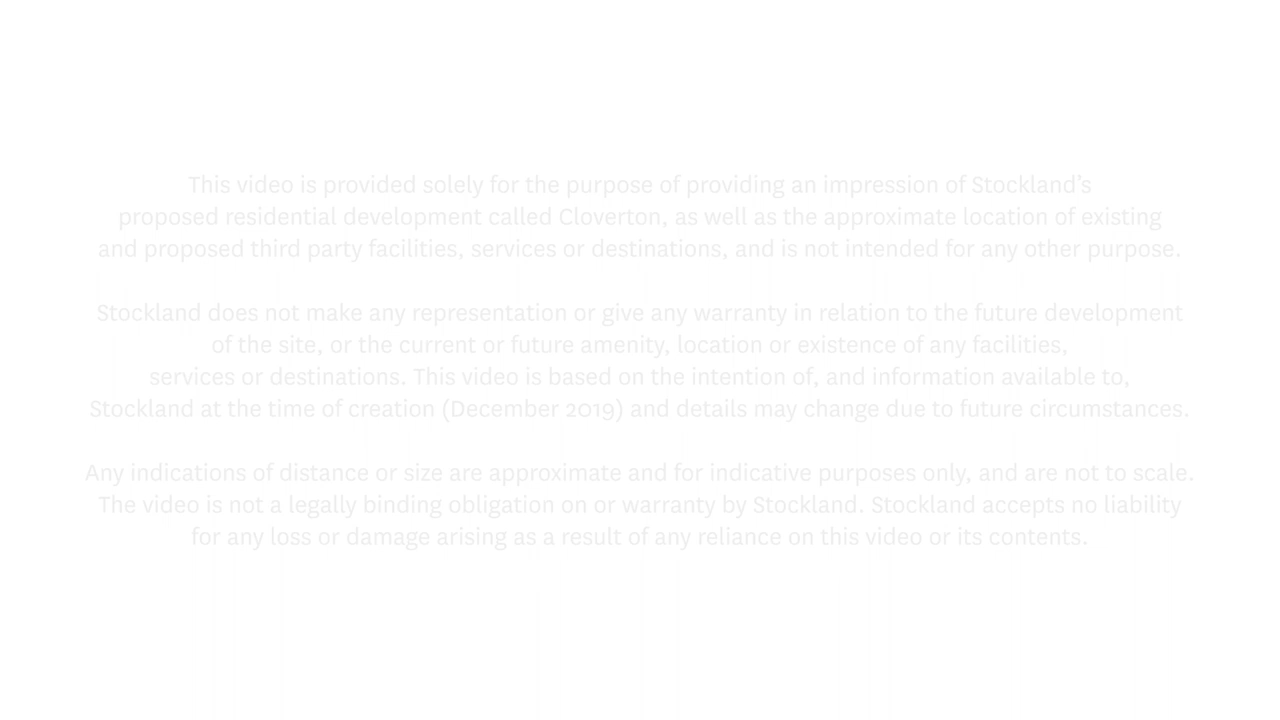 This video is provided solely for the purpose of providing an impression of Stockland’s
proposed residential development called Cloverton, as well as the approximate location of existing
and proposed third party facilities, services or destinations, and is not intended for any other purpose.
Stockland does not make any representation or give any warranty in relation to the future development
of the site, or the current or future amenity, location or existence of any facilities,
services or destinations. This video is based on the intention of, and information available to,
Stockland at the time of creation (December 2019) and details may change due to future circumstances.
Any indications of distance or size are approximate and for indicative purposes only, and are not to scale.
The video is not a legally binding obligation on or warranty by Stockland. Stockland accepts no liability
for any loss or damage arising as a result of any reliance on this video or its contents.